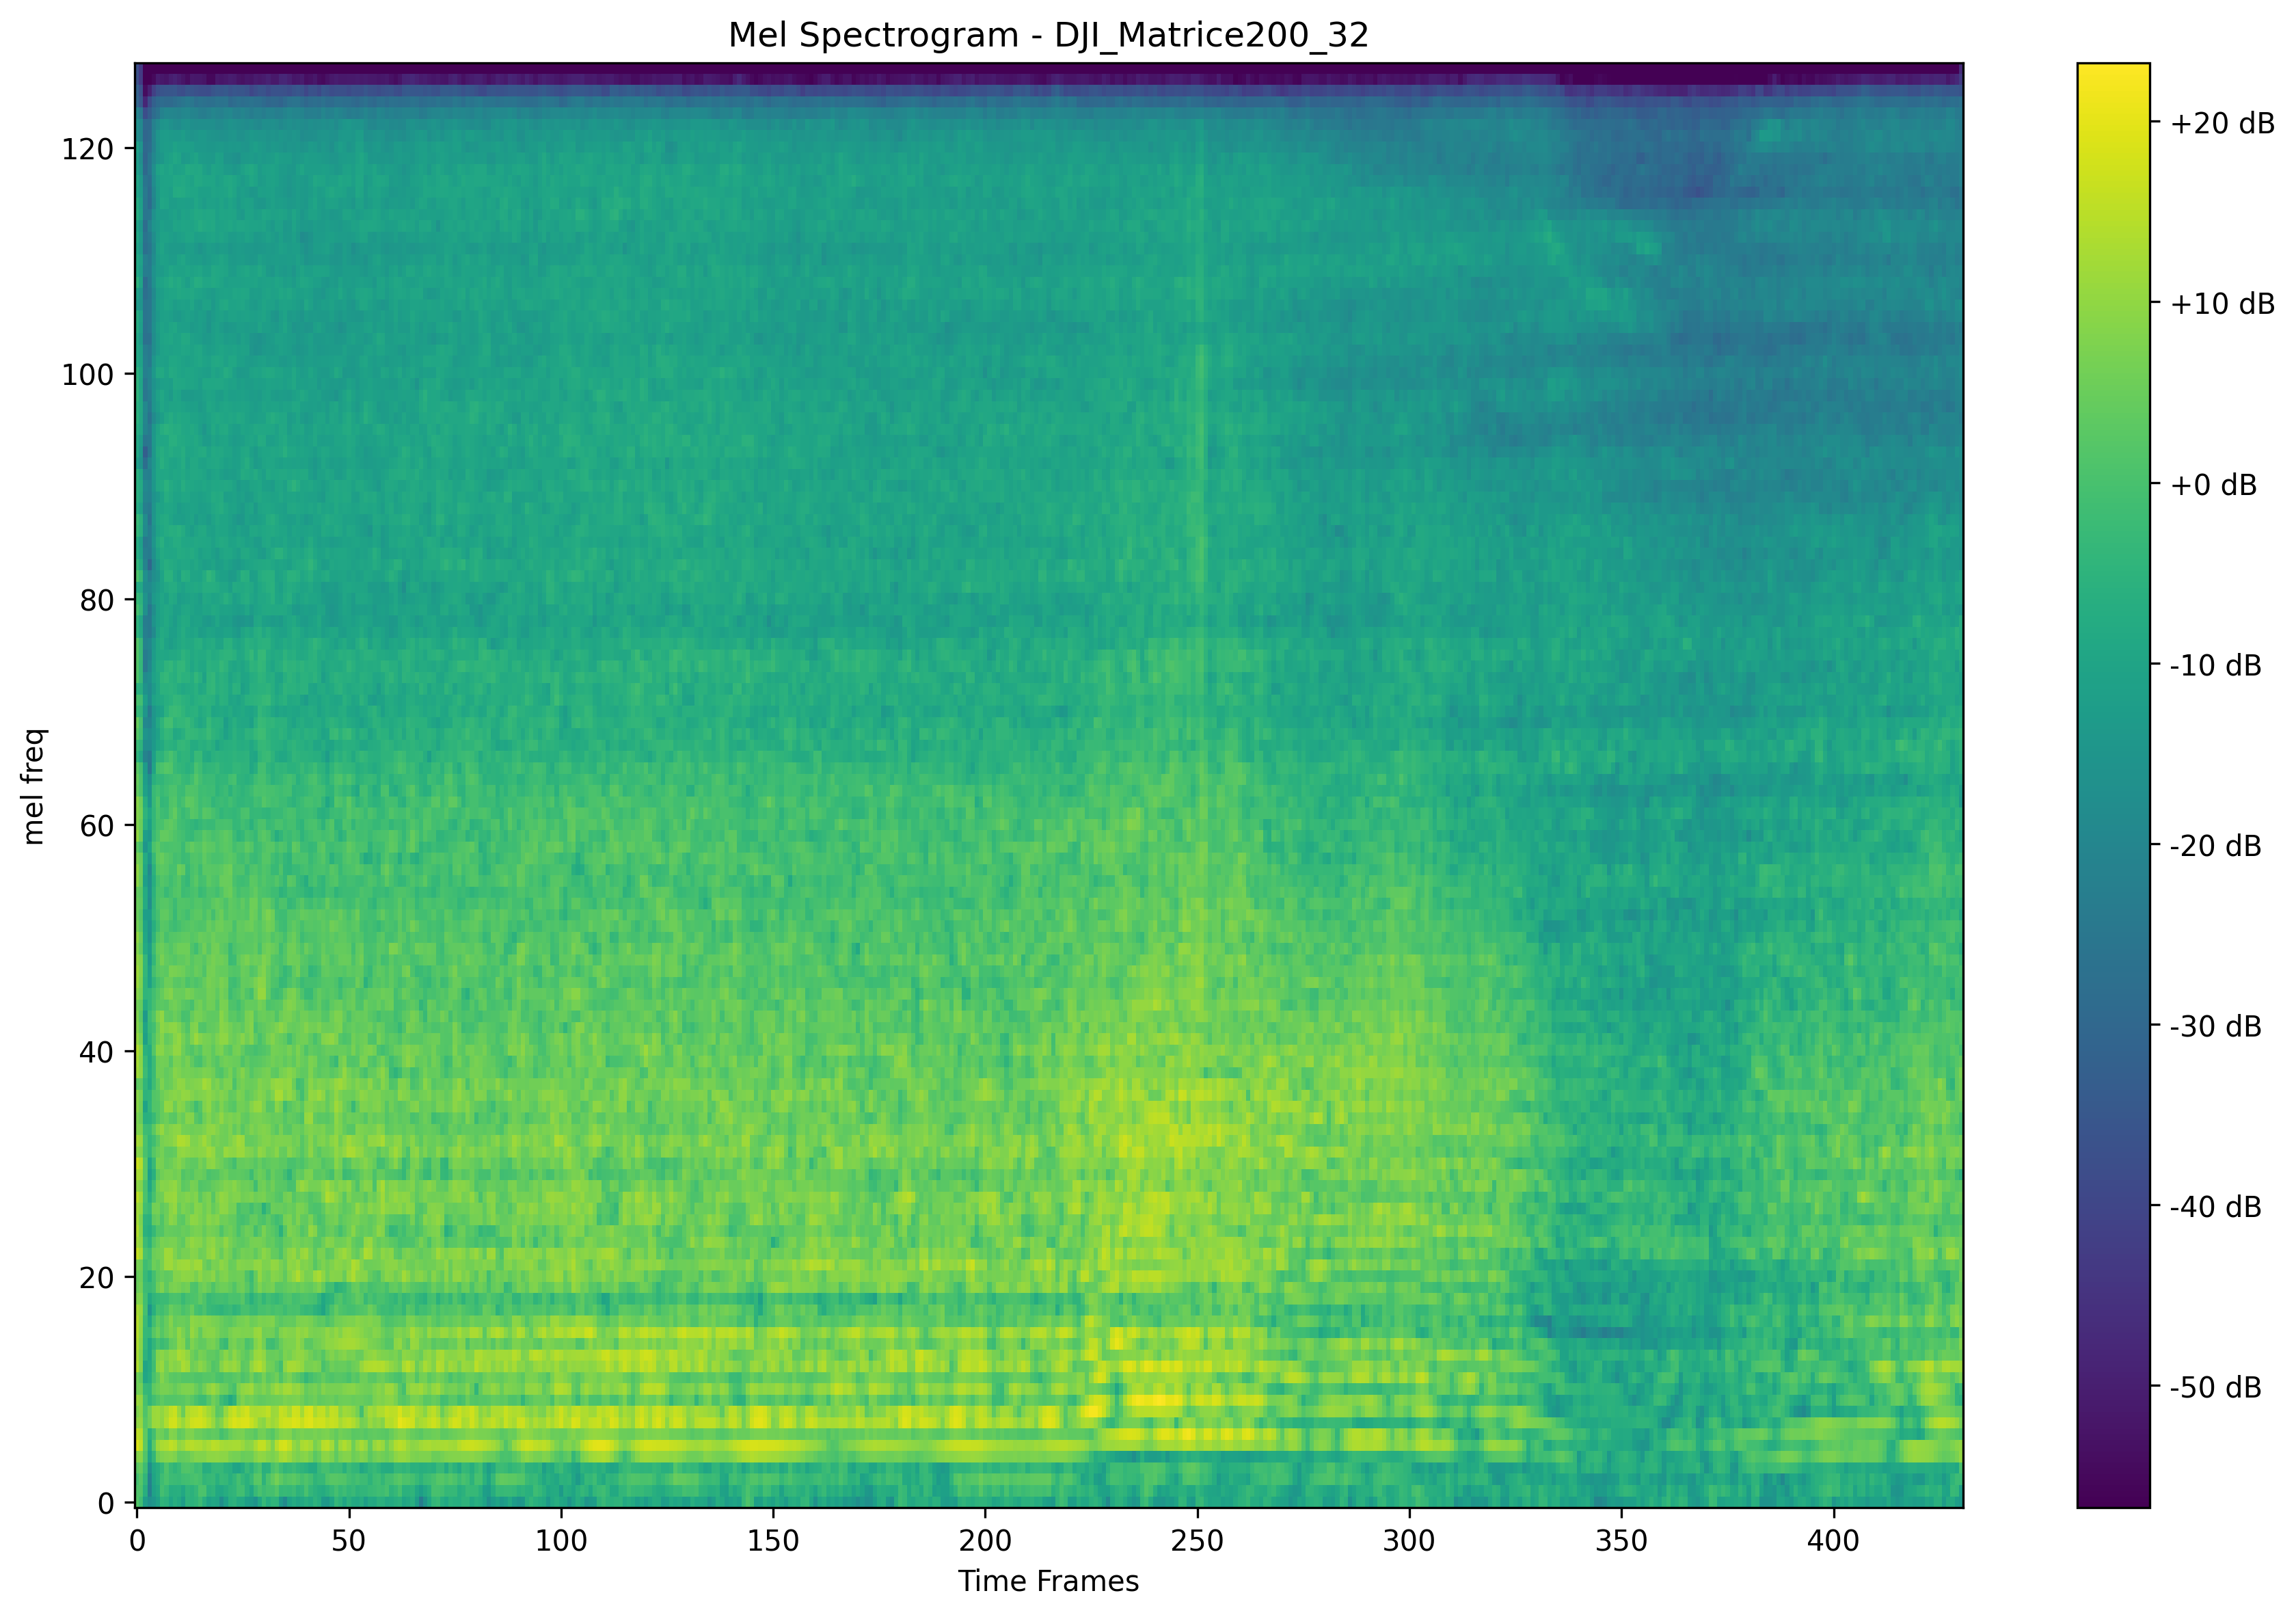 Mel Spectrogram - DJI_Matrice200_32
mel freq
120
100
80
60
40
20
0
0 50 100 150 200 250 300 350 400
Time Frames
+20 dB
+10 dB
+0 dB
-10 dB
-20 dB
-30 dB
-40 dB
-50 dB